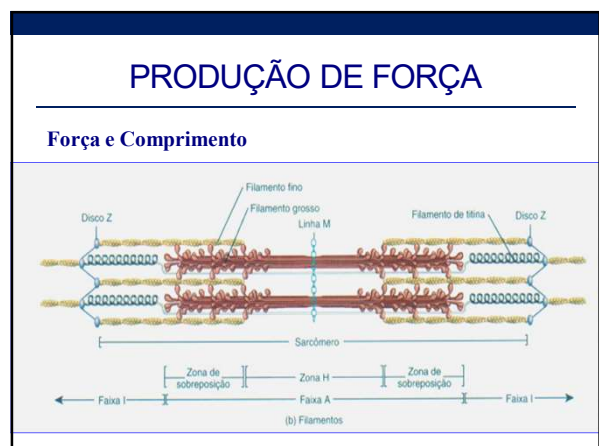 PRODUÇÃO DE FORÇA
Força e Comprimento
Filamento fino
Filamento grosso
Disco Z
Linha M
Filamento de titina
Disco Z
Sarcômero
Zona de
sobreposição
Zona H
Zona de
sobreposição
Faixa I
Faixa A
Faixa I
(b) Filamentos